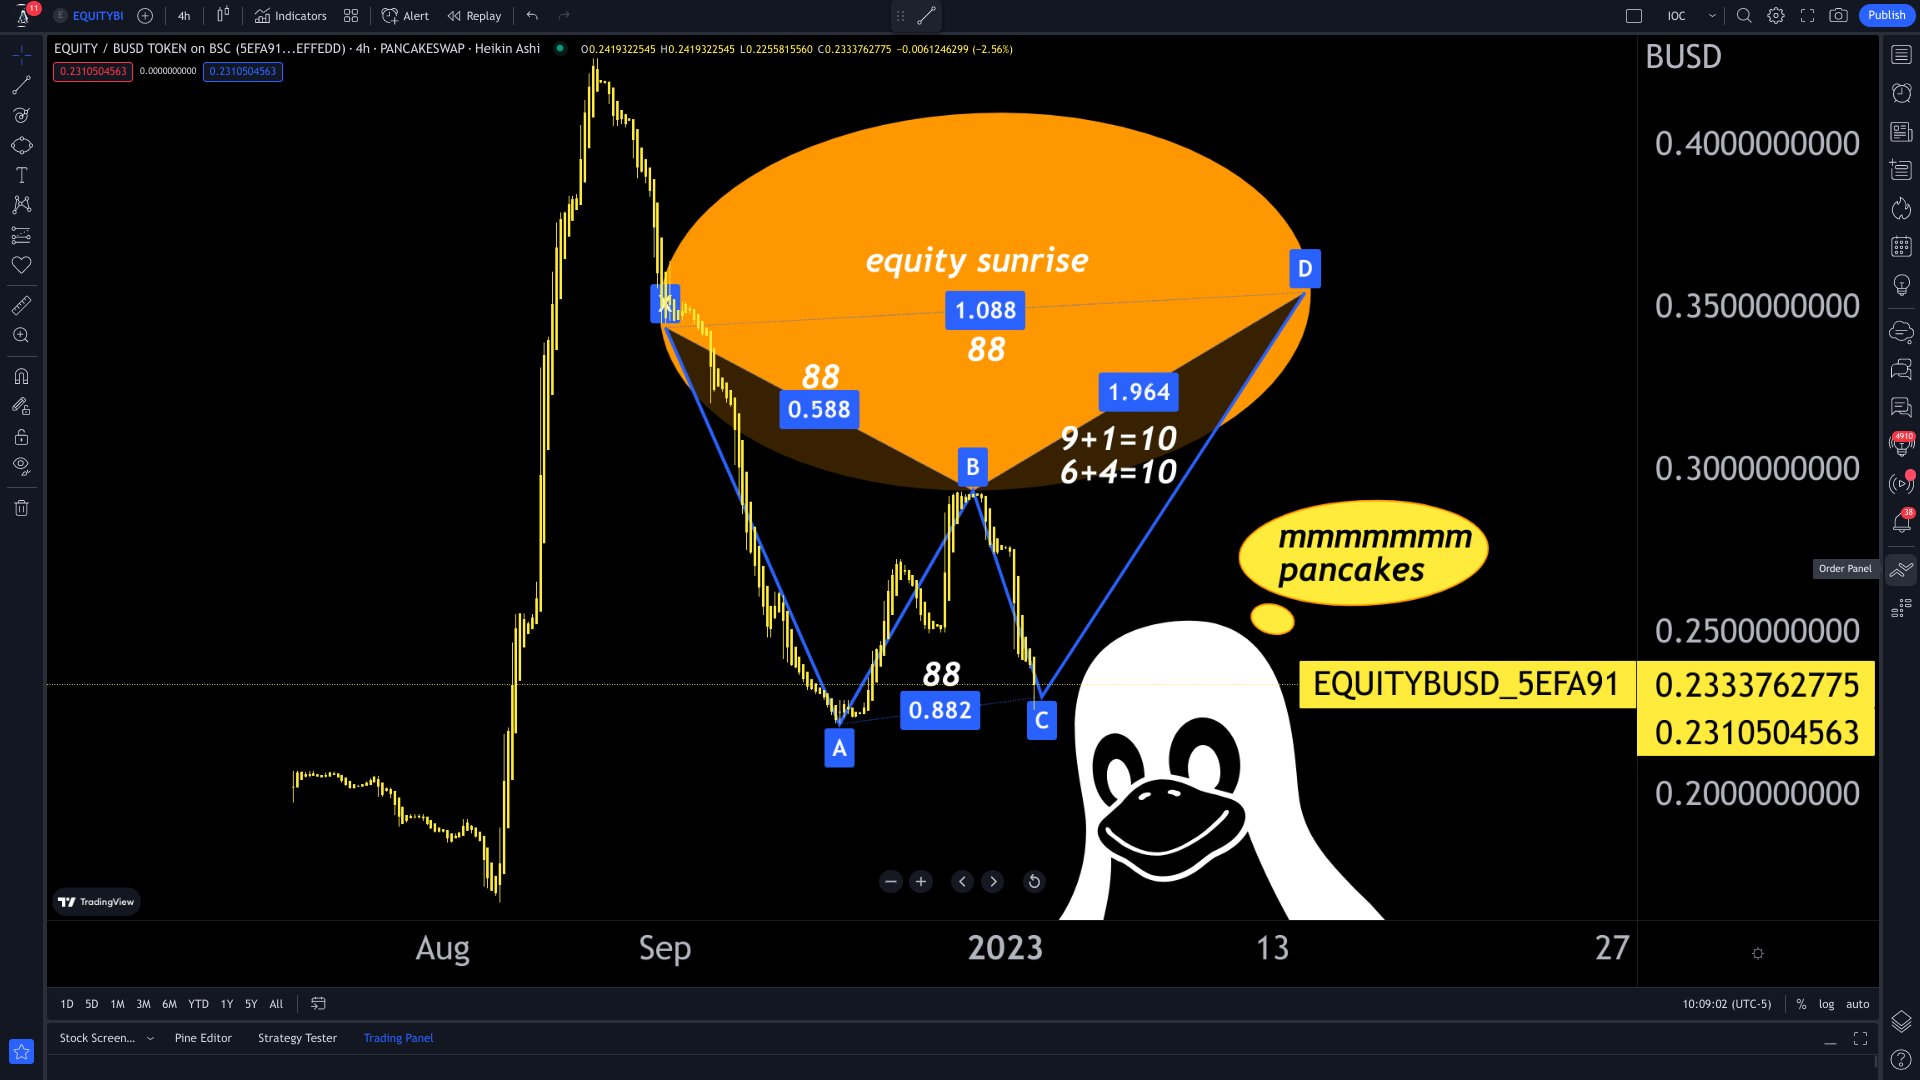 11
E EQUITYBI
4h
Indicators
Alert
Replay
IOC
Publish
EQUITY / BUSD TOKEN on BSC (5EFA91...EFFEDD) · 4h · PANCAKESWAP · Heikin Ashi
O0.2419322545 H0.2419322545 L0.2255815560 C0.2333762775 −0.0061246299 (−2.56%)
0.2310504563 0.0000000000 0.2310504563
BUSD
0.4000000000
equity sunrise
D
X
1.088
0.3500000000
88
88
0.588
1.964
9+1=10
6+4=10
B
0.3000000000
4910
38
mmmmmmm
pancakes
Order Panel
0.2500000000
88
0.882
EQUITYBUSD_5EFA91
0.2333762775
C
0.2310504563
A
0.2000000000
TradingView
Aug
Sep
2023
13
27
1D 5D 1M 3M 6M YTD 1Y 5Y All
10:09:02 (UTC-5)
% log auto
Stock Screen...
Pine Editor
Strategy Tester
Trading Panel